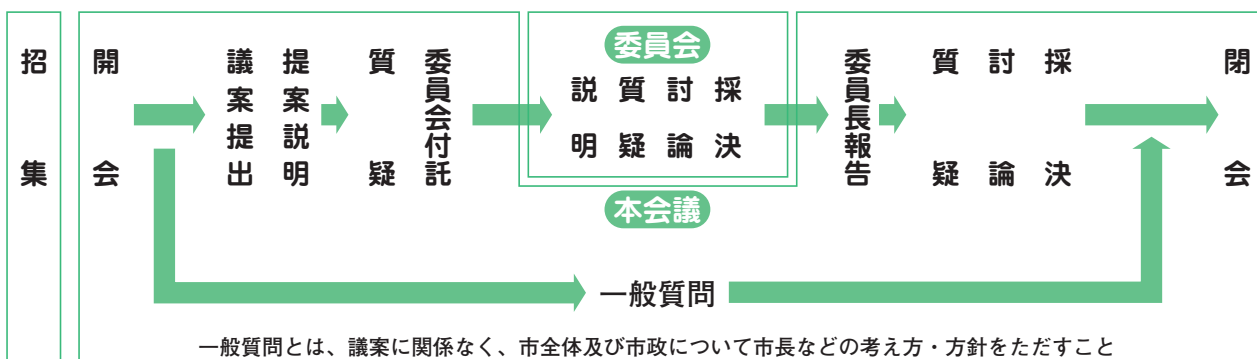 招集
開会
議案提出
提案説明
質疑
委員会付託
委員会
説明
質疑
討論
採決
委員長報告
質疑
討論
採決
閉会
本会議
一般質問
一般質問とは、議案に関係なく、市全体及び市政について市長などの考え方・方針をただすこと